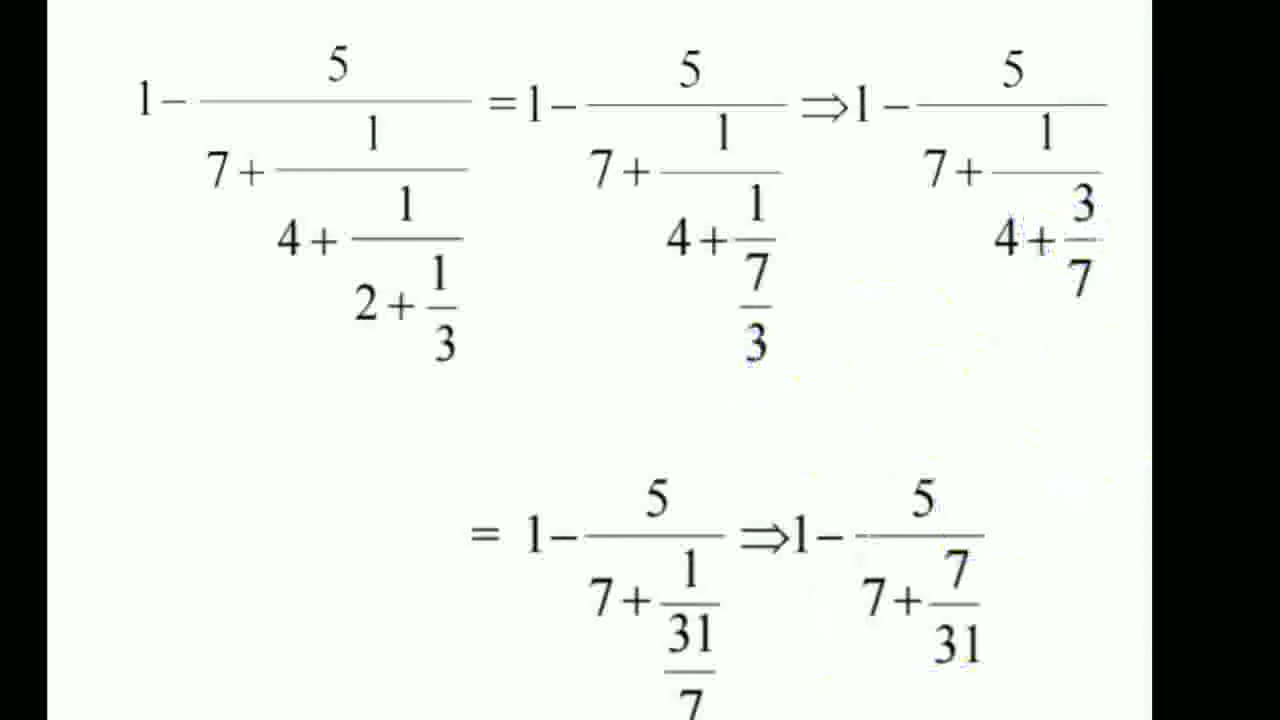 1 - 5/(7 + 1/(4 + 1/(2 + 1/3))) = 1 - 5/(7 + 1/(4 + 1/(7/3))) ⇒ 1 - 5/(7 + 1/(4 + 3/7))
= 1 - 5/(7 + 1/(31/7)) ⇒ 1 - 5/(7 + 7/31)